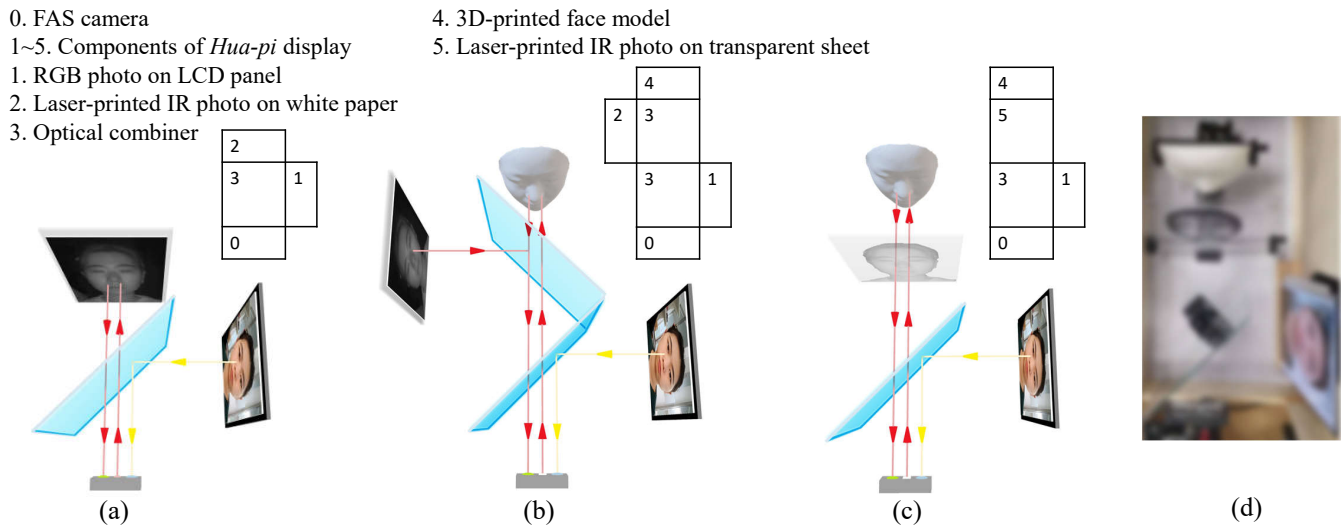 0. FAS camera
1~5. Components of Hua-pi display
1. RGB photo on LCD panel
2. Laser-printed IR photo on white paper
3. Optical combiner
4. 3D-printed face model
5. Laser-printed IR photo on transparent sheet
2
3 1
0
4
2 3
3 1
0
4
5
3 1
0
(a)
(b)
(c)
(d)